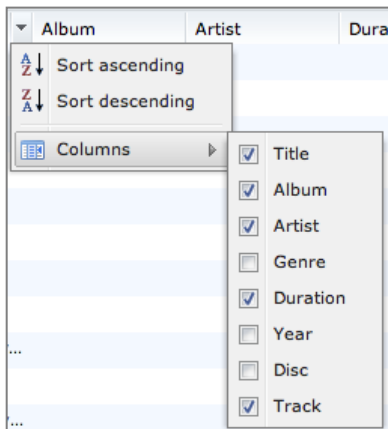 Album Artist Dura
Sort ascending
Sort descending
Columns
Title
Album
Artist
Genre
Duration
Year
...
Disc
Track
...